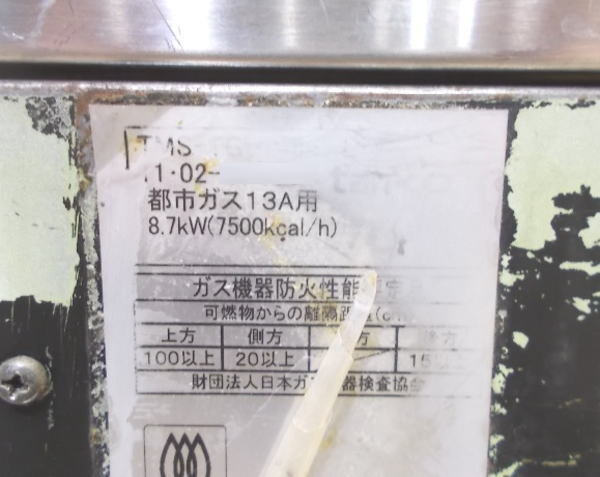 TMS
11・02-
都市ガス13A用
8.7kW(7500kcal/h)
ガス機器防火性能
可燃物からの離隔距
上方 側方 方 方
100以上 20以上 15
財団法人日本ガス 器検査協会